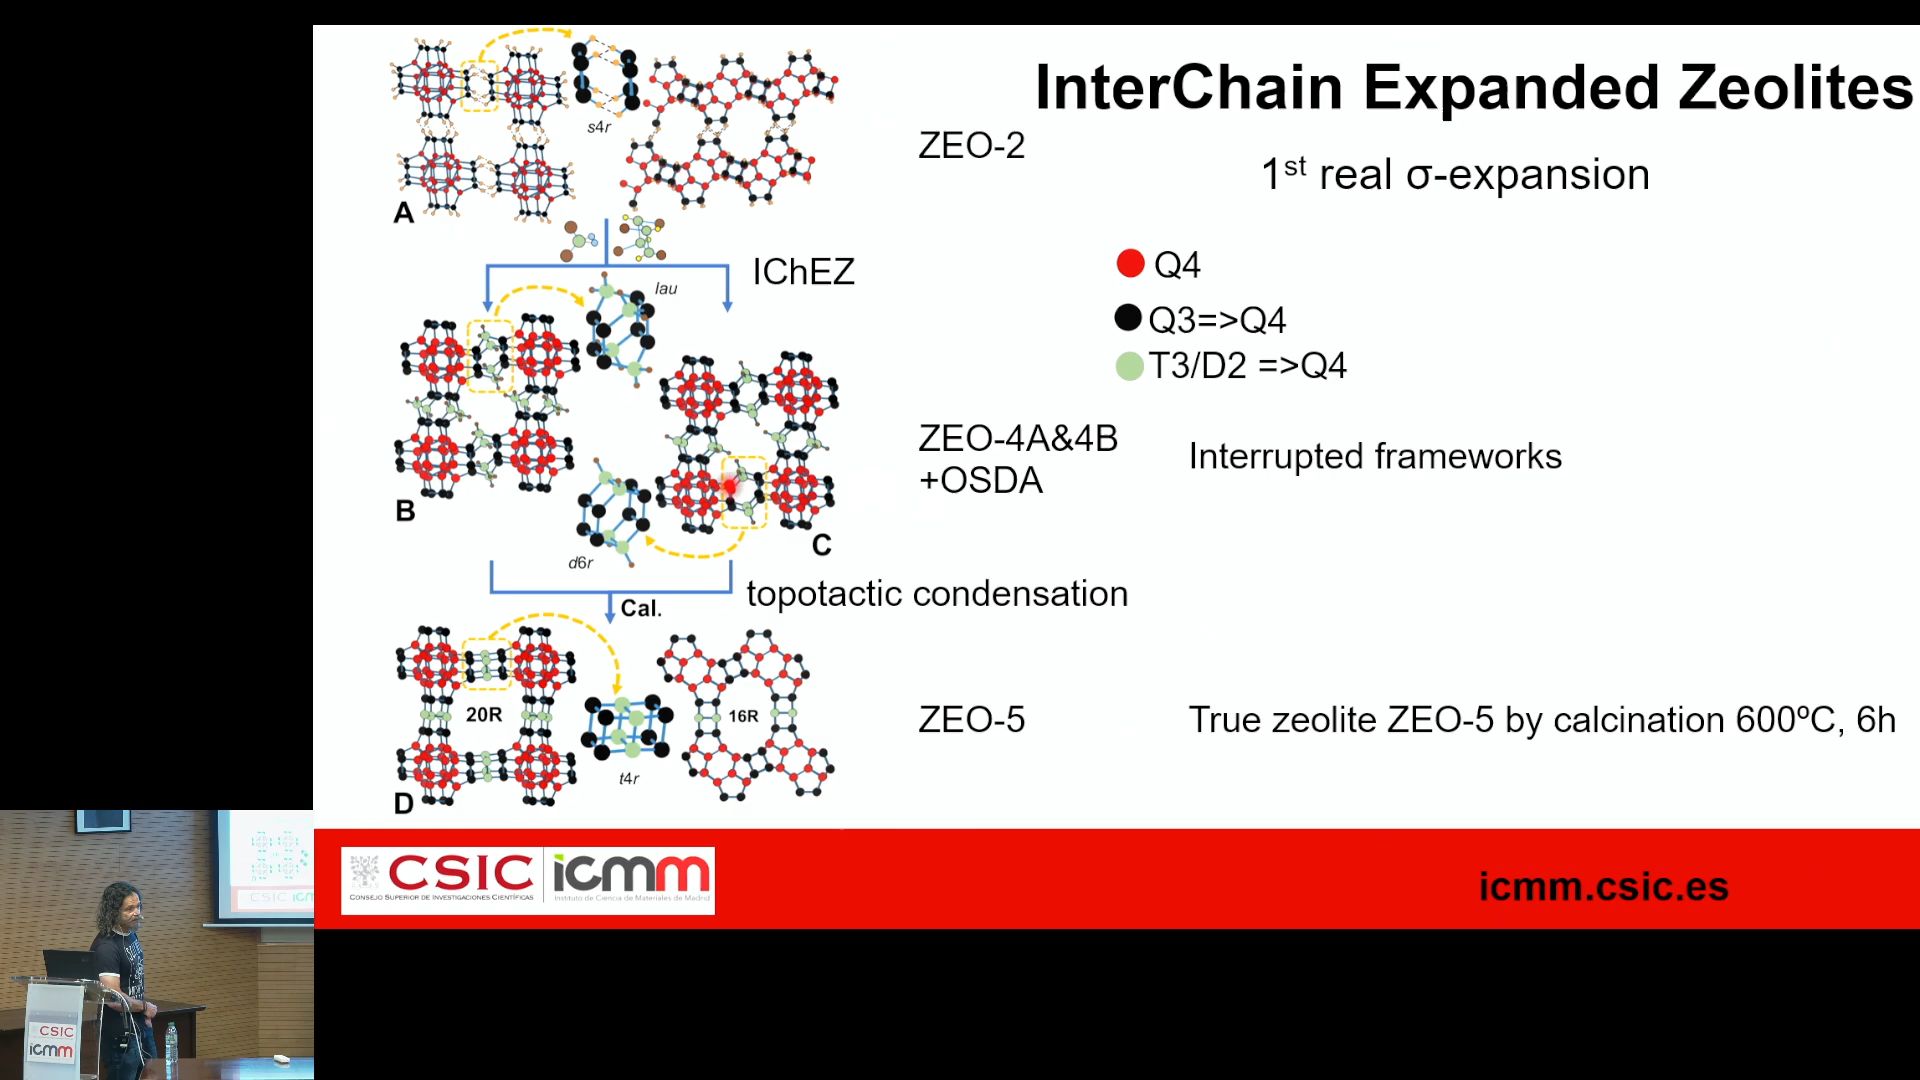 InterChain Expanded Zeolites
1st real σ-expansion
ZEO-2
s4r
A
IChEZ
lau
Q4
Q3=>Q4
T3/D2 =>Q4
ZEO-4A&4B
+OSDA
Interrupted frameworks
B
C
d6r
Cal.
topotactic condensation
20R
16R
ZEO-5
True zeolite ZEO-5 by calcination 600ºC, 6h
t4r
D
CSIC
CONSEJO SUPERIOR DE INVESTIGACIONES CIENTÍFICAS
icmm
Instituto de Ciencia de Materiales de Madrid
icmm.csic.es
CSIC
CSIC
icmm